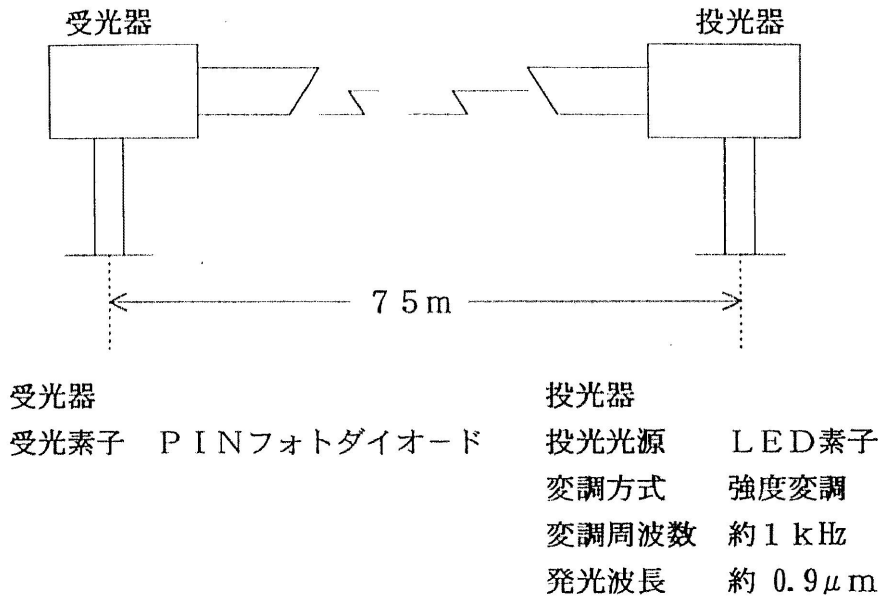 受光器　投光器
７５ｍ
受光器
受光素子　ＰＩＮフォトダイオード
投光器
投光光源　ＬＥＤ素子
変調方式　強度変調
変調周波数　約１ｋHz
発光波長　約 0.9μm